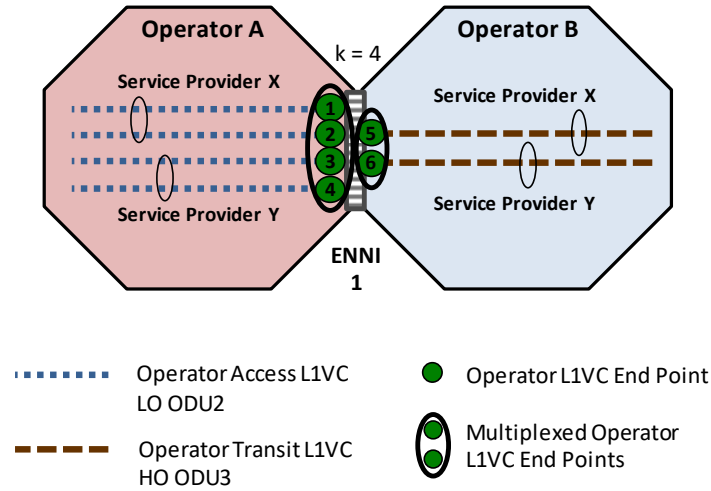 Operator A
Operator B
k = 4
Service Provider X
Service Provider X
1
2
3
4
5
6
Service Provider Y
Service Provider Y
ENNI
1
Operator Access L1VC
LO ODU2
Operator L1VC End Point
Operator Transit L1VC
HO ODU3
Multiplexed Operator
L1VC End Points